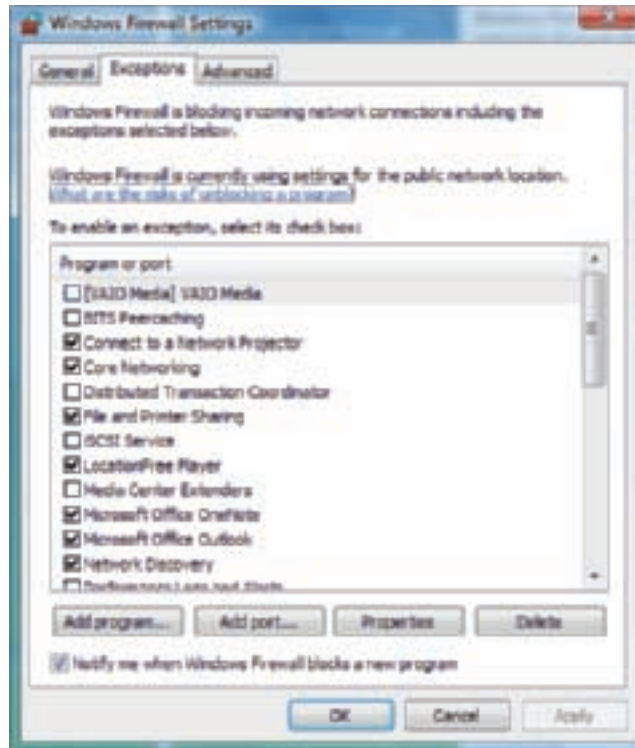 Windows Firewall Settings
General Exceptions Advanced
Windows Firewall is blocking incoming network connections including the
exceptions selected below.
Windows Firewall is currently using settings for the public network location.
What are the risks of unblocking a program?
To enable an exception, select its check box:
Program or port
[VAIO Media] VAIO Media
BITS Peercaching
Connect to a Network Projector
Core Networking
Distributed Transaction Coordinator
File and Printer Sharing
iSCSI Service
LocationFree Player
Media Center Extenders
Microsoft Office OneNote
Microsoft Office Outlook
Network Discovery
Performance Logs and Alerts
Add program... Add port... Properties Delete
Notify me when Windows Firewall blocks a new program
OK Cancel Apply